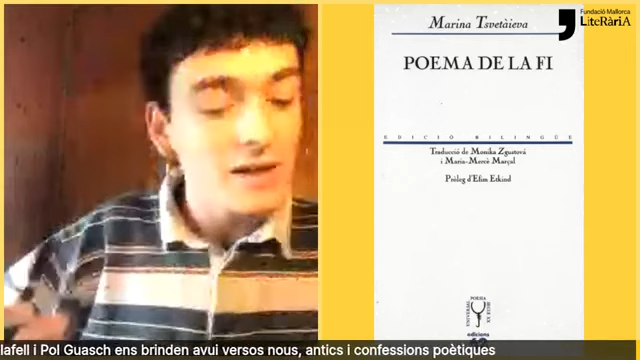 Marina Tsvetàieva
Fundació Mallorca
LiteRàriA
POEMA DE LA FI
EDICIÓ BILINGÜE
Traducció de Monika Zgustová
i Maria-Mercè Marçal
Pròleg d'Efim Etkind
edicions
lafell i Pol Guasch ens brinden avui versos nous, antics i confessions poètiques